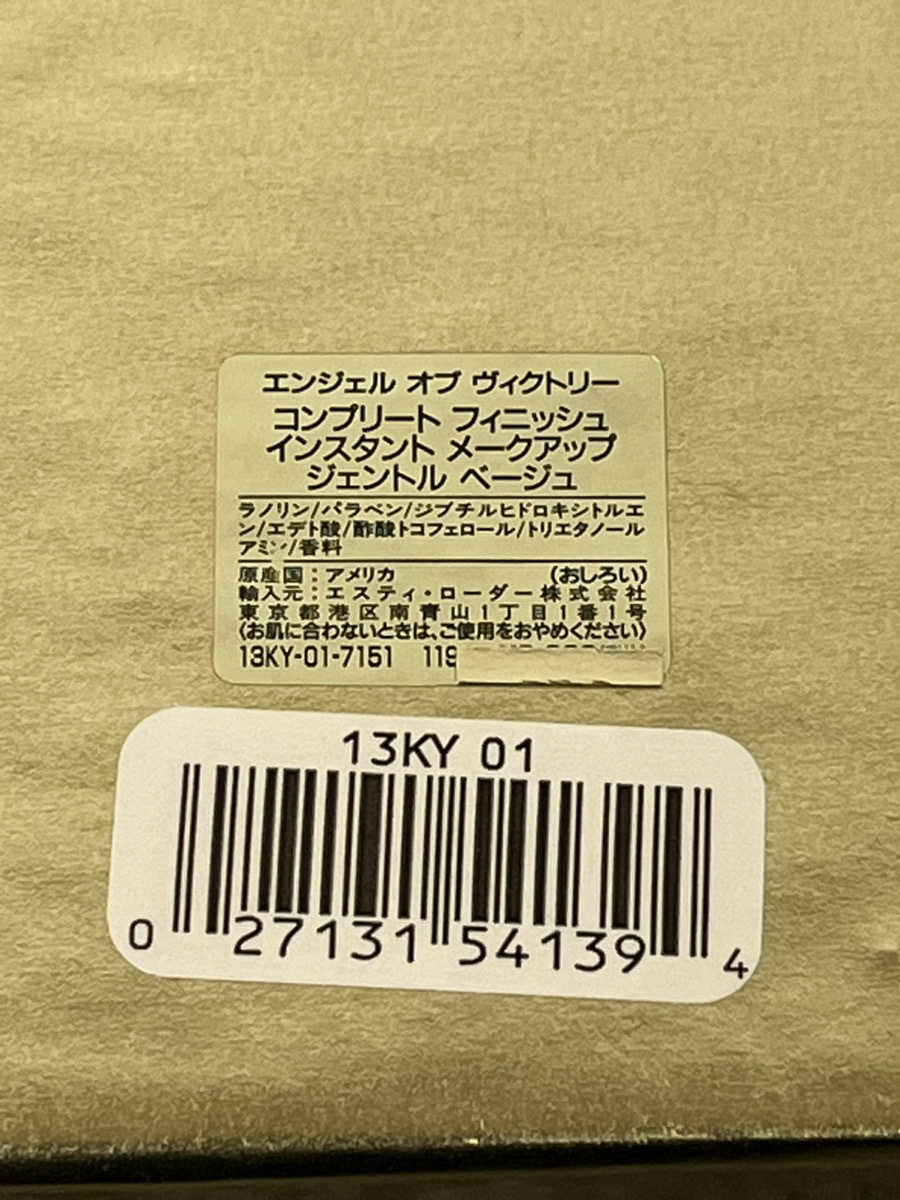 エンジェル オブ ヴィクトリー
コンプリート フィニッシュ
インスタント メークアップ
ジェントル ベージュ
ラノリン/パラベン/ジブチルヒドロキシトルエ
ン/エデト酸/酢酸トコフェロール/トリエタノール
アミン/香料
原産国:アメリカ (おしろい)
輸入元:エスティ・ローダー株式会社
東京都港区南青山1丁目1番1号
〈お肌に合わないときは、ご使用をおやめください〉
13KY-01-7151 119
13KY 01
0 27131 54139 4